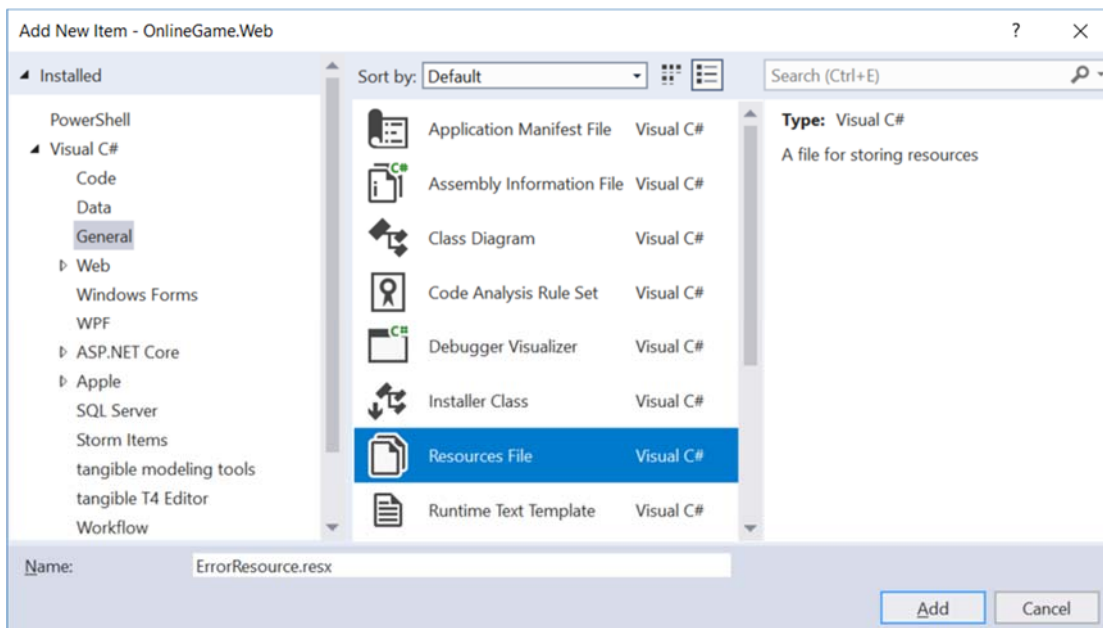 Add New Item - OnlineGame.Web ?
Installed
PowerShell
Visual C#
Code
Data
General
Web
Windows Forms
WPF
ASP.NET Core
Apple
SQL Server
Storm Items
tangible modeling tools
tangible T4 Editor
Workflow
Sort by: Default
Application Manifest File Visual C#
Assembly Information File Visual C#
Class Diagram Visual C#
Code Analysis Rule Set Visual C#
Debugger Visualizer Visual C#
Installer Class Visual C#
Resources File Visual C#
Runtime Text Template Visual C#
Search (Ctrl+E)
Type: Visual C#
A file for storing resources
Name: ErrorResource.resx
Add Cancel